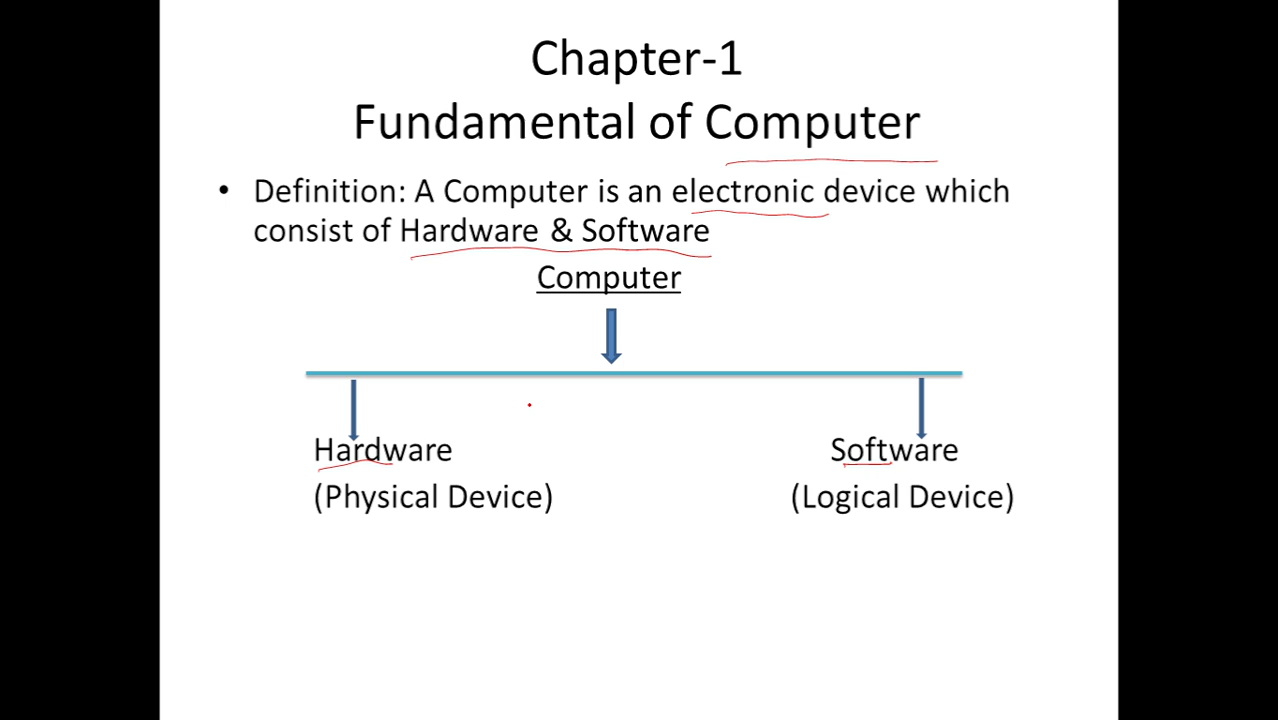 Chapter-1
Fundamental of Computer
• Definition: A Computer is an electronic device which
consist of Hardware & Software
Computer
Hardware Software
(Physical Device) (Logical Device)